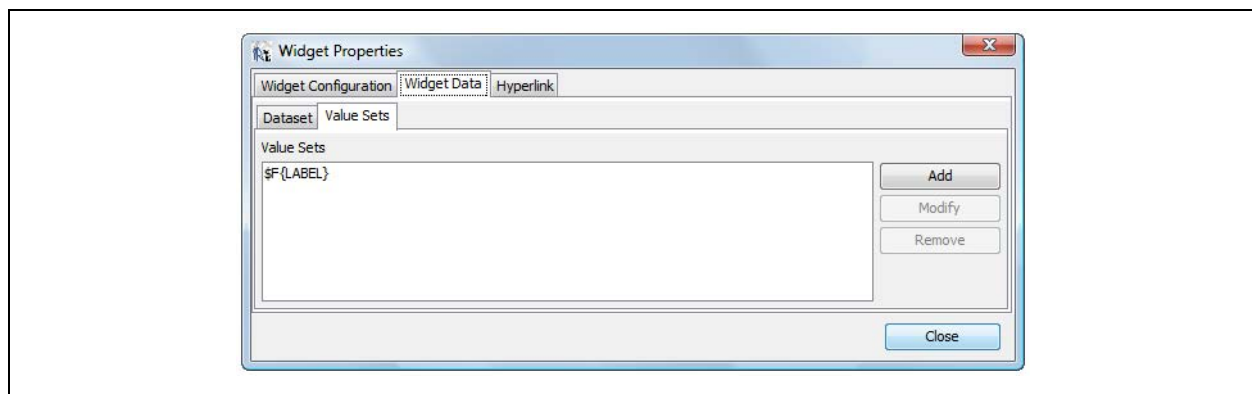 Widget Properties
Widget Configuration Widget Data Hyperlink
Dataset Value Sets
Value Sets
$F{LABEL}
Add
Modify
Remove
Close